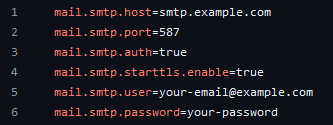 1 mail.smtp.host=smtp.example.com
2 mail.smtp.port=587
3 mail.smtp.auth=true
4 mail.smtp.starttls.enable=true
5 mail.smtp.user=your-email@example.com
6 mail.smtp.password=your-password